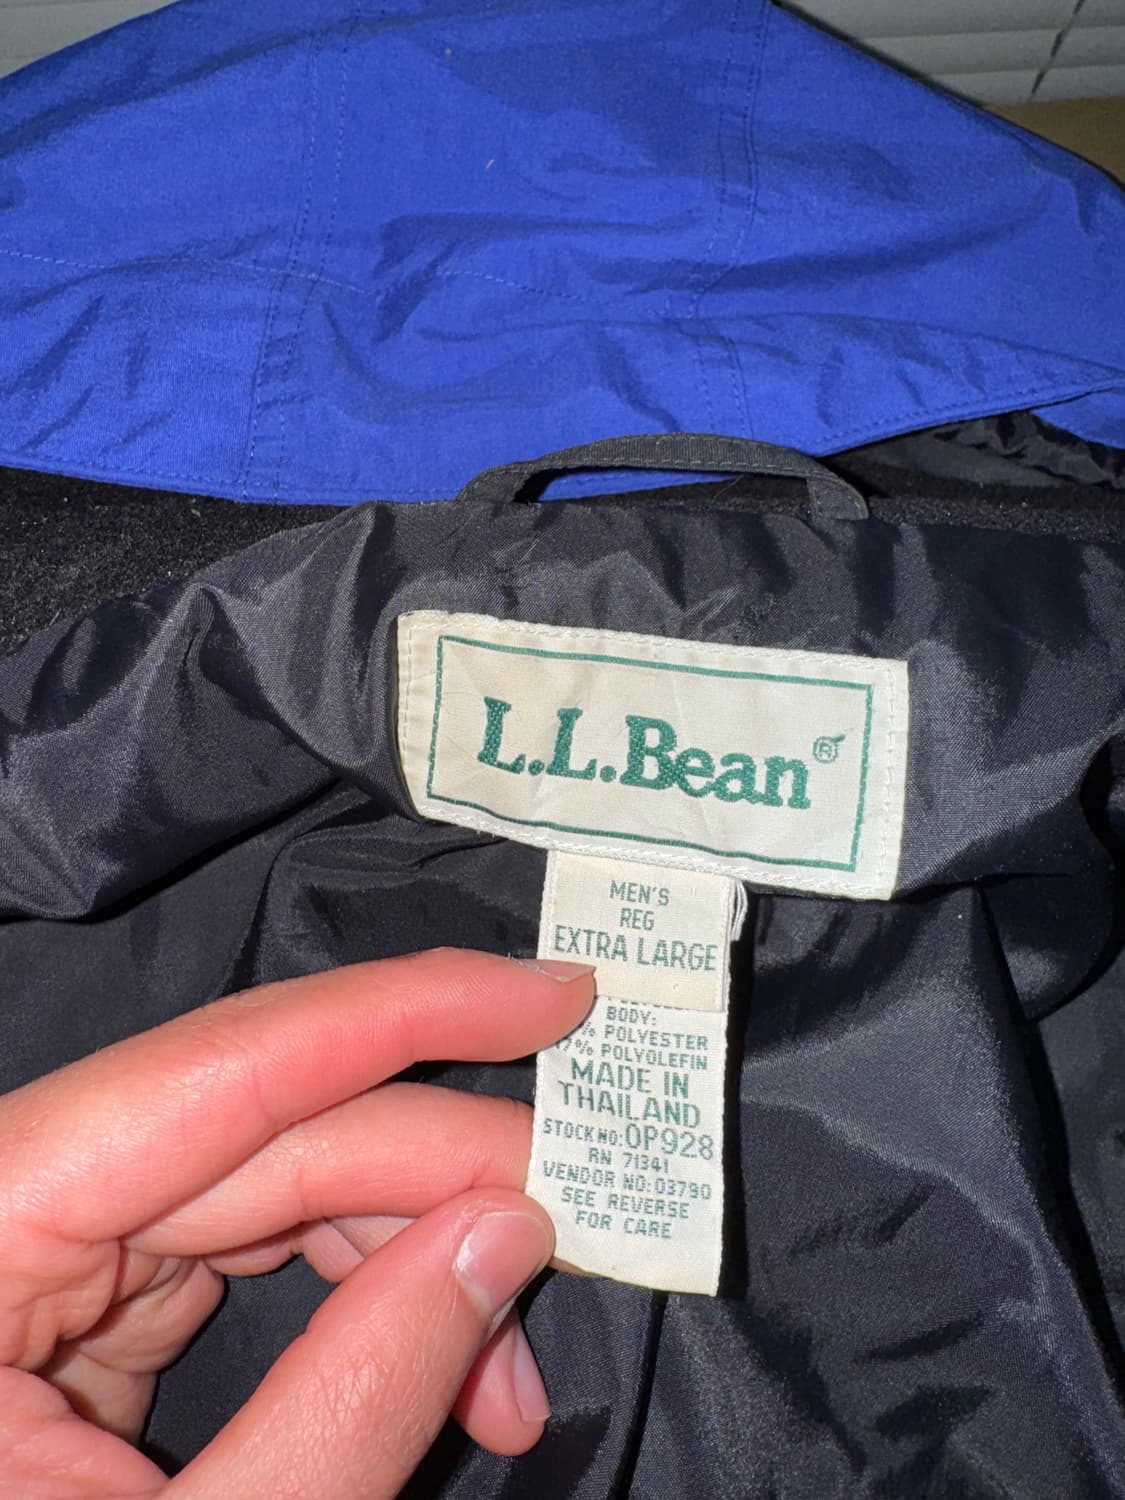 L.L.Bean®
MEN'S
REG
EXTRA LARGE
BODY:
% POLYESTER
% POLYOLEFIN
MADE IN
THAILAND
STOCK NO: 0P928
RN 71341
VENDOR NO: 03790
SEE REVERSE
FOR CARE